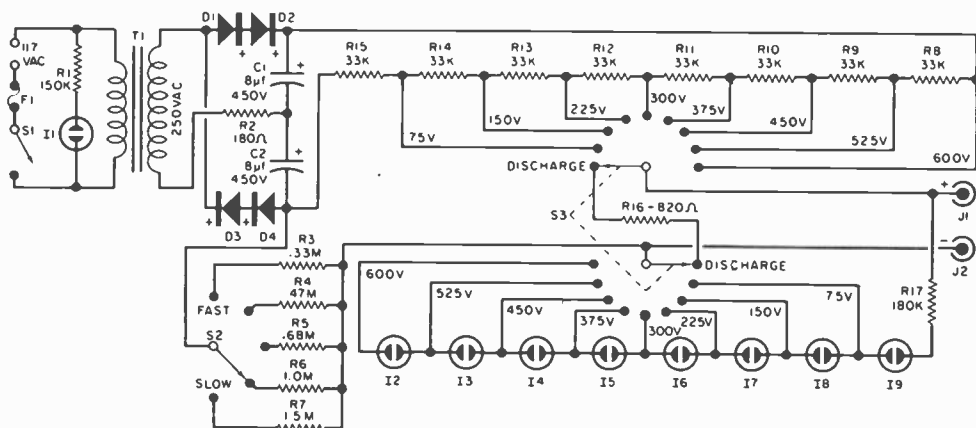 D1 D2
117
VAC
R1
150K
F1
S1
I1
T1
250VAC
C1
8µf
450V
R2
180Ω
C2
8µf
450V
D3 D4
R15
33K
R14
33K
R13
33K
R12
33K
R11
33K
R10
33K
R9
33K
R8
33K
75V
150V
225V
300V
375V
450V
525V
600V
DISCHARGE
S3
R16-820Ω
DISCHARGE
J1
J2
R17
180K
R3
.33M
R4
47M
R5
.68M
R6
1.0M
R7
1.5M
FAST
S2
SLOW
600V
525V
450V
375V
300V
225V
150V
75V
I2
I3
I4
I5
I6
I7
I8
I9